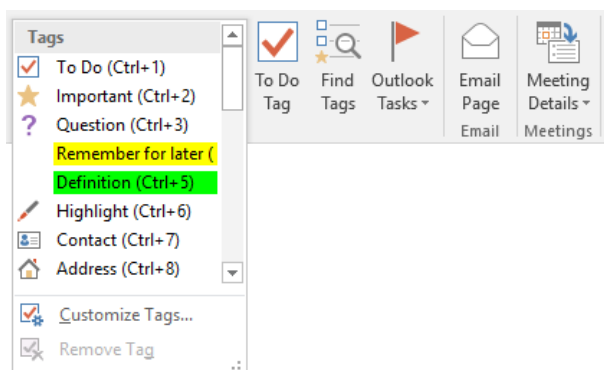 Tags
To Do (Ctrl+1)
Important (Ctrl+2)
Question (Ctrl+3)
Remember for later (
Definition (Ctrl+5)
Highlight (Ctrl+6)
Contact (Ctrl+7)
Address (Ctrl+8)
Customize Tags...
Remove Tag
To Do
Tag
Find
Tags
Outlook
Tasks
Email
Page
Email
Meeting
Details
Meetings